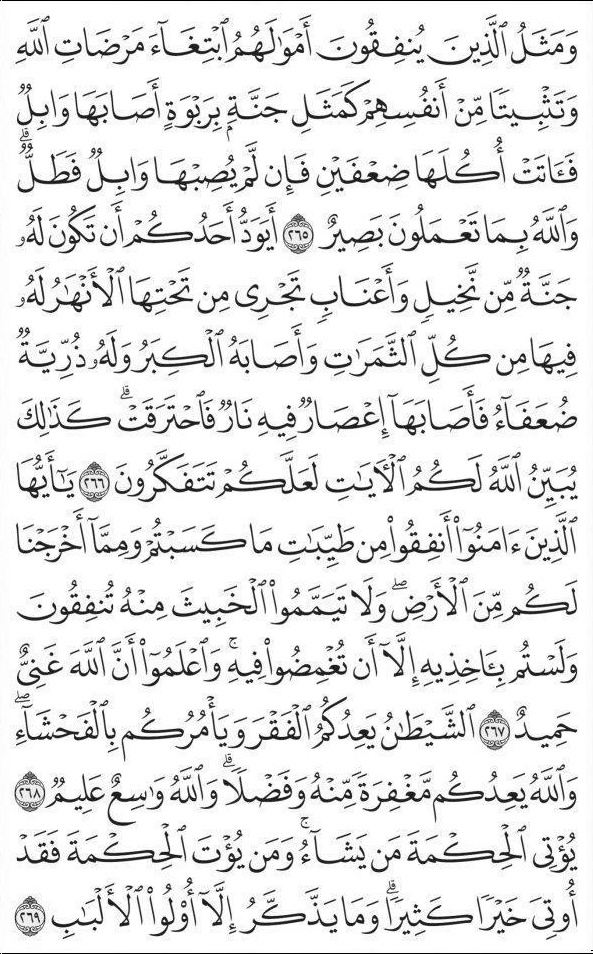 وَمَثَلُ ٱلَّذِينَ يُنفِقُونَ أَمْوَٰلَهُمُ ٱبْتِغَآءَ مَرْضَاتِ ٱللَّهِ
وَتَثْبِيتًا مِّنْ أَنفُسِهِمْ كَمَثَلِ جَنَّةٍۭ بِرَبْوَةٍ أَصَابَهَا وَابِلٌ
فَـَٔاتَتْ أُكُلَهَا ضِعْفَيْنِ فَإِن لَّمْ يُصِبْهَا وَابِلٌ فَطَلٌّ ۗ
وَٱللَّهُ بِمَا تَعْمَلُونَ بَصِيرٌ ٢٦٥ أَيَوَدُّ أَحَدُكُمْ أَن تَكُونَ لَهُۥ
جَنَّةٌ مِّن نَّخِيلٍ وَأَعْنَابٍ تَجْرِى مِن تَحْتِهَا ٱلْأَنْهَٰرُ لَهُۥ
فِيهَا مِن كُلِّ ٱلثَّمَرَٰتِ وَأَصَابَهُ ٱلْكِبَرُ وَلَهُۥ ذُرِّيَّةٌ
ضُعَفَآءُ فَأَصَابَهَآ إِعْصَارٌ فِيهِ نَارٌ فَٱحْتَرَقَتْ ۗ كَذَٰلِكَ
يُبَيِّنُ ٱللَّهُ لَكُمُ ٱلْـَٔايَٰتِ لَعَلَّكُمْ تَتَفَكَّرُونَ ٢٦٦ يَٰٓأَيُّهَا
ٱلَّذِينَ ءَامَنُوٓا۟ أَنفِقُوا۟ مِن طَيِّبَٰتِ مَا كَسَبْتُمْ وَمِمَّآ أَخْرَجْنَا
لَكُم مِّنَ ٱلْأَرْضِ ۖ وَلَا تَيَمَّمُوا۟ ٱلْخَبِيثَ مِنْهُ تُنفِقُونَ
وَلَسْتُم بِـَٔاخِذِيهِ إِلَّآ أَن تُغْمِضُوا۟ فِيهِ ۚ وَٱعْلَمُوٓا۟ أَنَّ ٱللَّهَ غَنِىٌّ
حَمِيدٌ ٢٦٧ ٱلشَّيْطَٰنُ يَعِدُكُمُ ٱلْفَقْرَ وَيَأْمُرُكُم بِٱلْفَحْشَآءِ ۖ
وَٱللَّهُ يَعِدُكُم مَّغْفِرَةً مِّنْهُ وَفَضْلًا ۗ وَٱللَّهُ وَٰسِعٌ عَلِيمٌ ٢٦٨
يُؤْتِى ٱلْحِكْمَةَ مَن يَشَآءُ ۚ وَمَن يُؤْتَ ٱلْحِكْمَةَ فَقَدْ
أُوتِىَ خَيْرًا كَثِيرًا ۗ وَمَا يَذَّكَّرُ إِلَّآ أُو۟لُوا۟ ٱلْأَلْبَٰبِ ٢٦٩